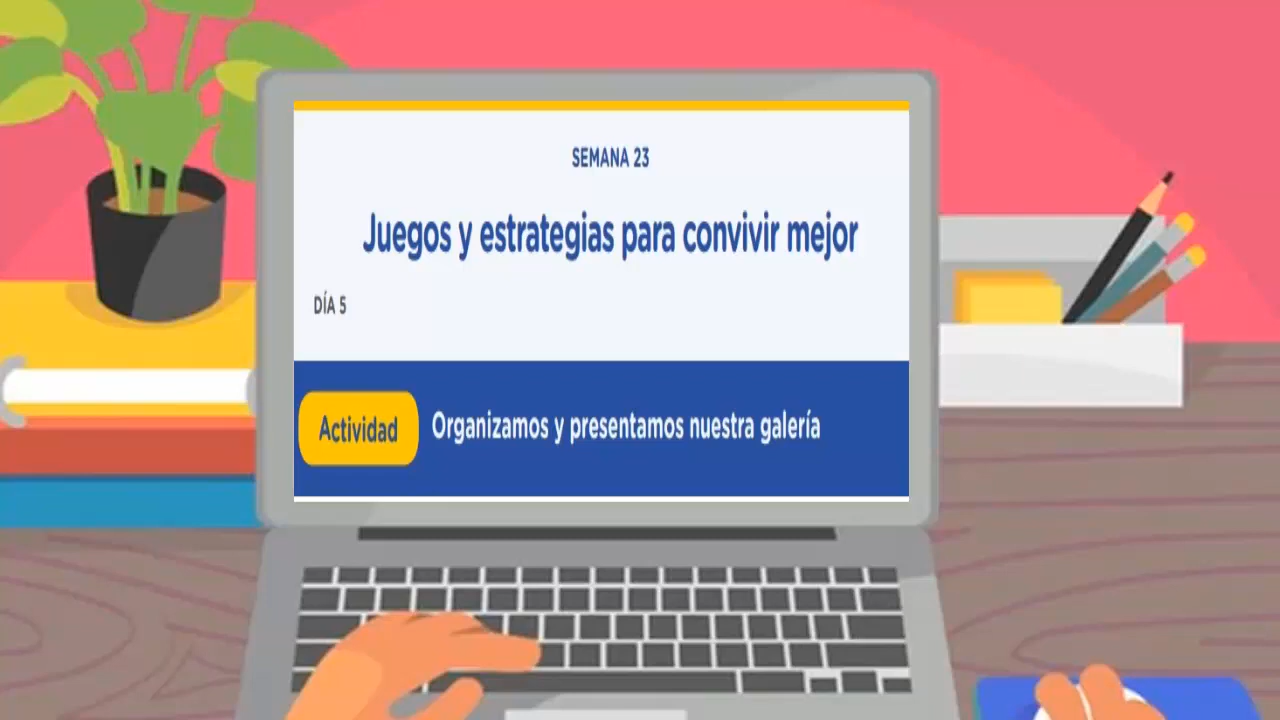 SEMANA 23
Juegos y estrategias para convivir mejor
DÍA 5
Actividad
Organizamos y presentamos nuestra galería